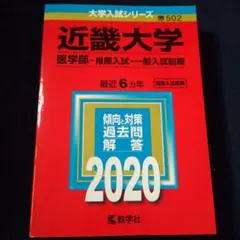 大学入試シリーズ
502
近畿大学
医学部-推薦入試・一般入試前期
最近6カ年
傾向と対策
過去問
解答
2020
教学社